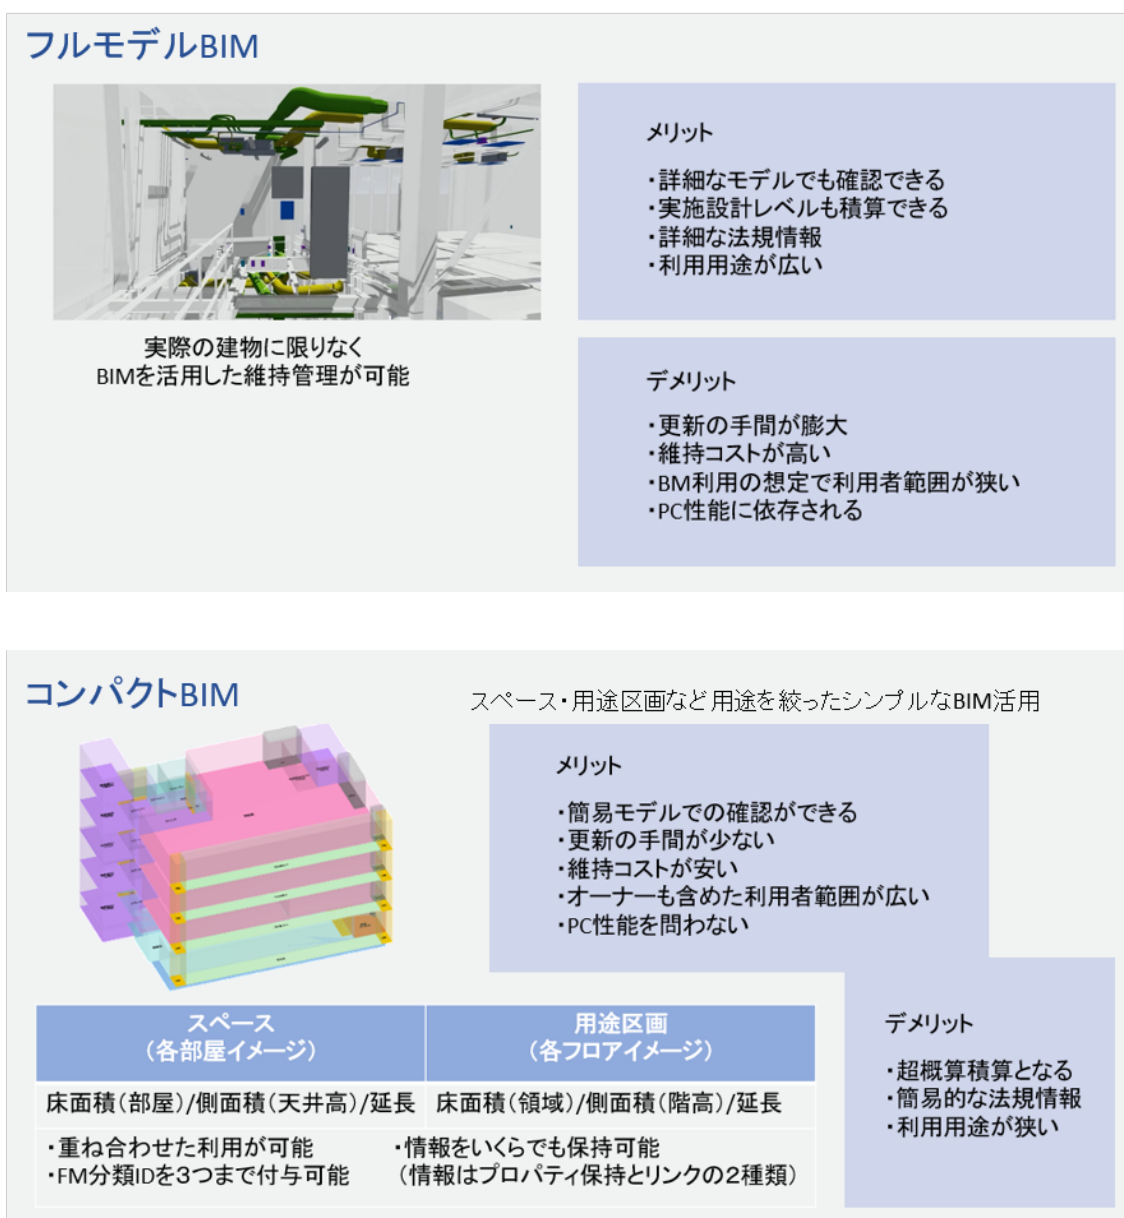 フルモデルBIM
実際の建物に限りなく
BIMを活用した維持管理が可能
メリット
・詳細なモデルでも確認できる
・実施設計レベルも積算できる
・詳細な法規情報
・利用用途が広い
デメリット
・更新の手間が膨大
・維持コストが高い
・BM利用の想定で利用者範囲が狭い
・PC性能に依存される
コンパクトBIM
スペース・用途区画など用途を絞ったシンプルなBIM活用
メリット
・簡易モデルでの確認ができる
・更新の手間が少ない
・維持コストが安い
・オーナーも含めた利用者範囲が広い
・PC性能を問わない
スペース
（各部屋イメージ）
用途区画
（各フロアイメージ）
床面積（部屋）/側面積（天井高）/延長
床面積（領域）/側面積（階高）/延長
・重ね合わせた利用が可能
・FM分類IDを３つまで付与可能
・情報をいくらでも保持可能
（情報はプロパティ保持とリンクの２種類）
デメリット
・超概算積算となる
・簡易的な法規情報
・利用用途が狭い